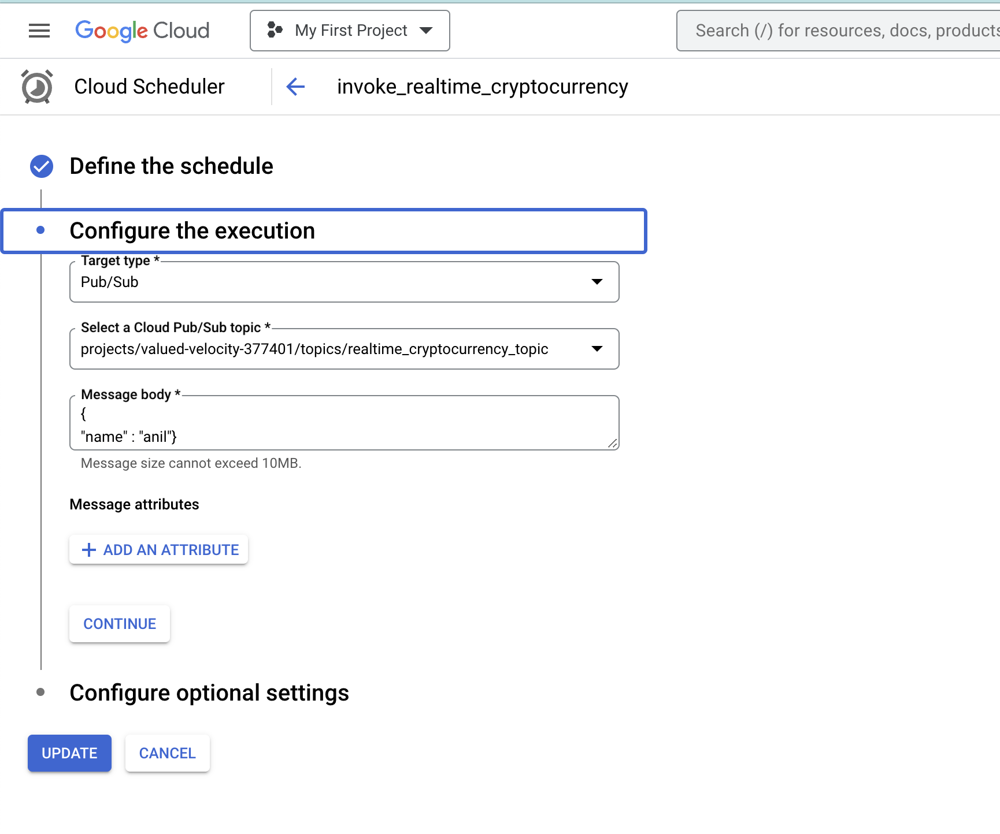 Google Cloud
My First Project
Search (/) for resources, docs, products
Cloud Scheduler
invoke_realtime_cryptocurrency
Define the schedule
Configure the execution
Target type *
Pub/Sub
Select a Cloud Pub/Sub topic *
projects/valued-velocity-377401/topics/realtime_cryptocurrency_topic
Message body *
{
"name" : "anil"}
Message size cannot exceed 10MB.
Message attributes
ADD AN ATTRIBUTE
CONTINUE
Configure optional settings
UPDATE
CANCEL